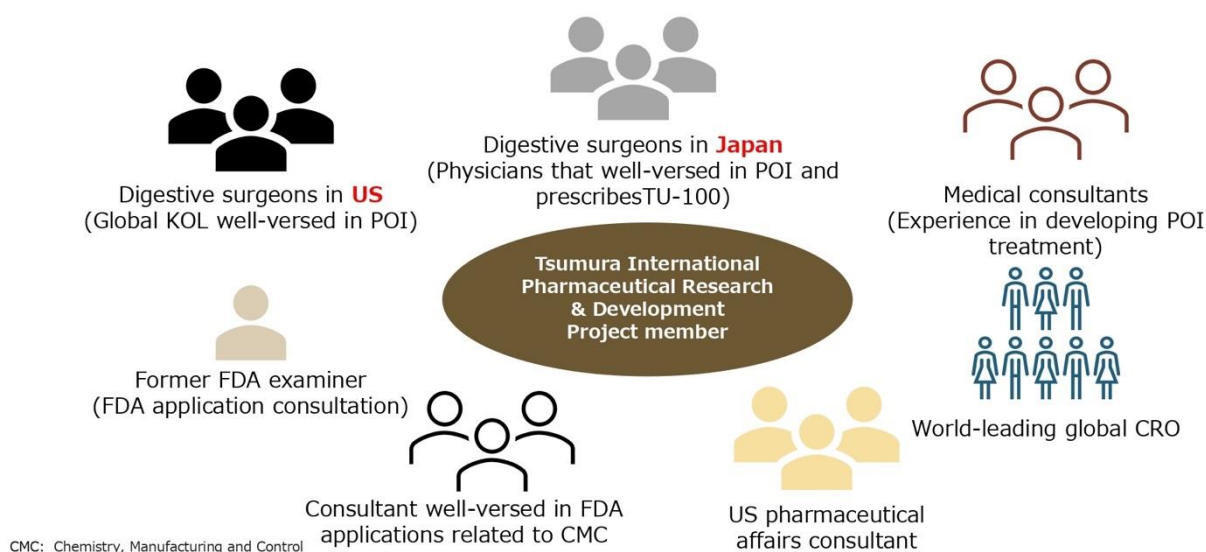 Digestive surgeons in US
(Global KOL well-versed in POI)
Digestive surgeons in Japan
(Physicians that well-versed in POI and
prescribesTU-100)
Medical consultants
(Experience in developing POI
treatment)
Tsumura International
Pharmaceutical Research
& Development
Project member
Former FDA examiner
(FDA application consultation)
World-leading global CRO
Consultant well-versed in FDA
applications related to CMC
US pharmaceutical
affairs consultant
CMC: Chemistry, Manufacturing and Control